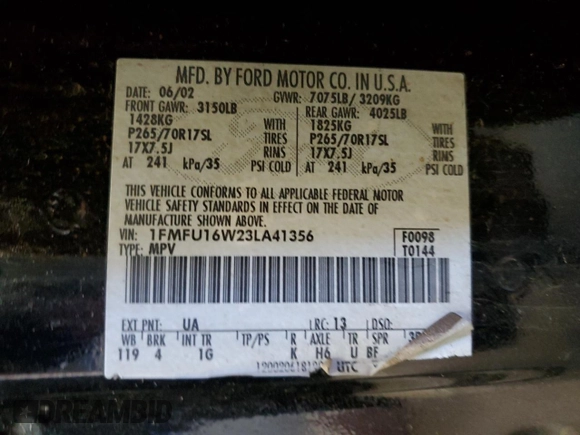 MFD. BY FORD MOTOR CO. IN U.S.A.
DATE: 06/02 GVWR: 7075LB/ 3209KG
FRONT GAWR: 3150LB REAR GAWR: 4025LB
1428KG WITH 1825KG WITH
P265/70R17SL TIRES P265/70R17SL TIRES
17X7.5J RIMS 17X7.5J RIMS
AT 241 kPa/35 PSI COLD AT 241 kPa/35 PSI COLD
THIS VEHICLE CONFORMS TO ALL APPLICABLE FEDERAL MOTOR
VEHICLE SAFETY STANDARDS IN EFFECT ON THE DATE OF
MANUFACTURE SHOWN ABOVE.
VIN: 1FMFU16W23LA41356 F0098
TYPE: MPV T0144
EXT PNT: UA RC: 13 DSO:
WB BRK INT TR TP/PS R AXLE TR SPR
119 4 1G K H6 U BF
UTC
DREAMBID